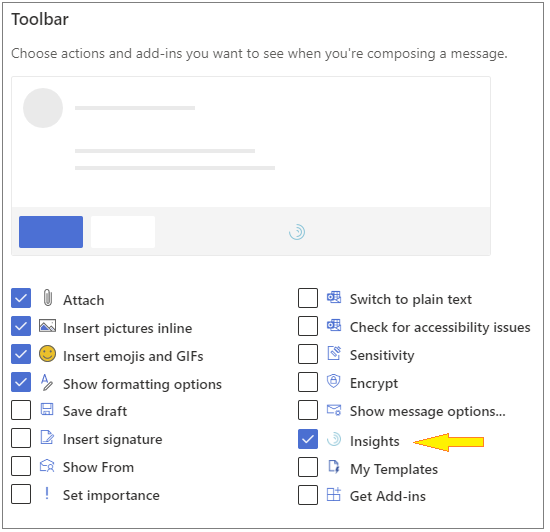 Toolbar
Choose actions and add-ins you want to see when you're composing a message.
Attach
Insert pictures inline
Insert emojis and GIFs
Show formatting options
Save draft
Insert signature
Show From
Set importance
Switch to plain text
Check for accessibility issues
Sensitivity
Encrypt
Show message options...
Insights
My Templates
Get Add-ins